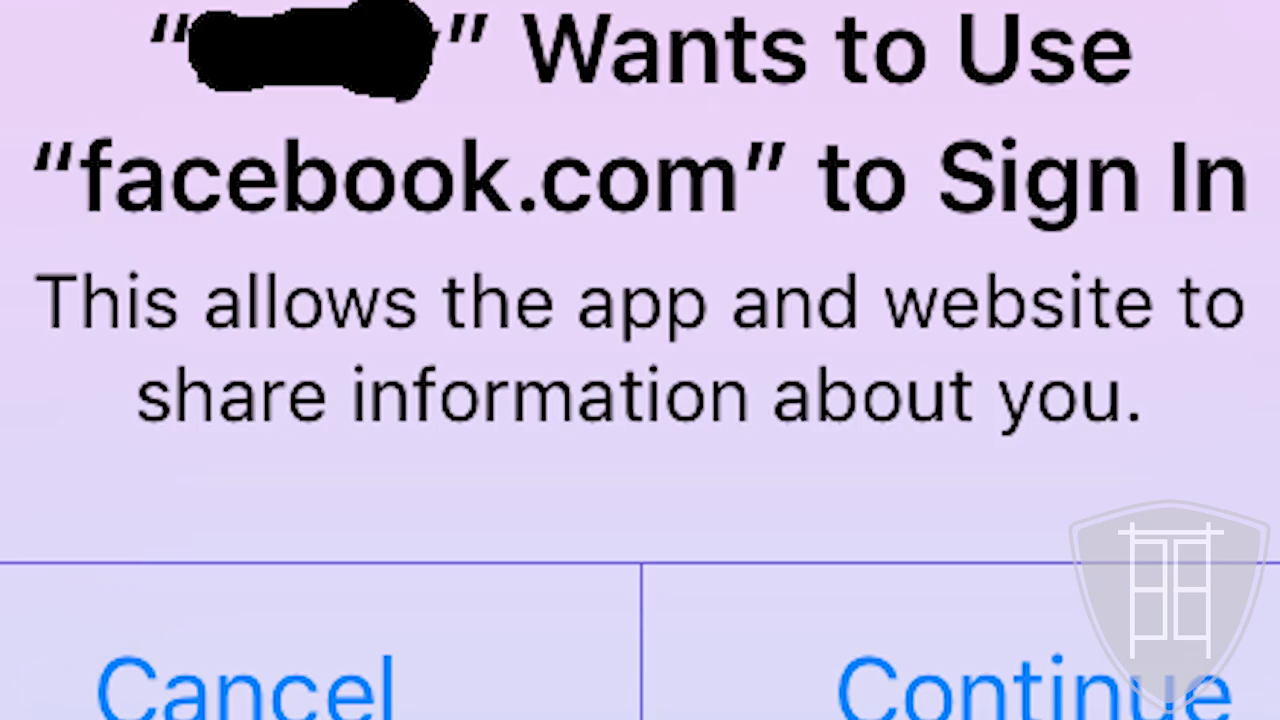 “ ” Wants to Use
“facebook.com” to Sign In
This allows the app and website to
share information about you.
Cancel
Continue